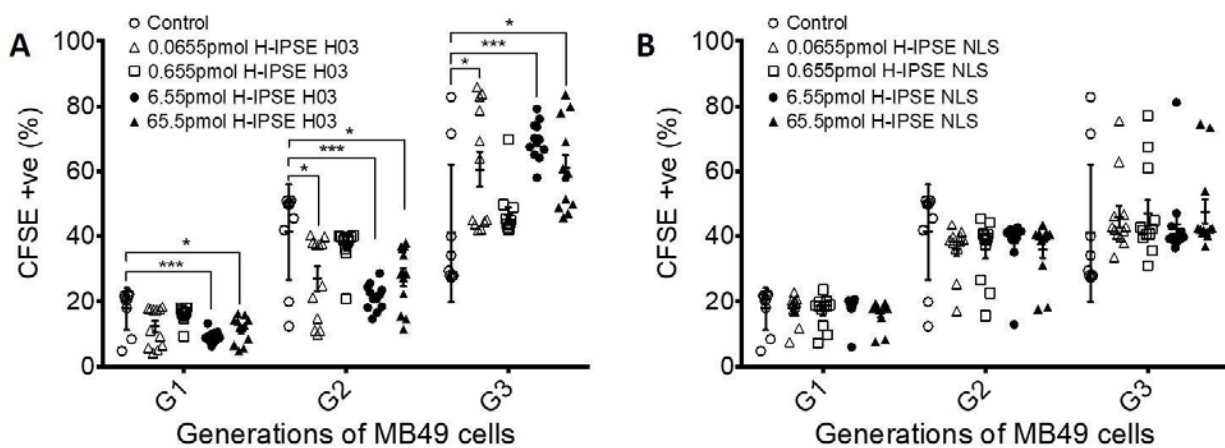 A
Control
0.0655pmol H-IPSE H03
0.655pmol H-IPSE H03
6.55pmol H-IPSE H03
65.5pmol H-IPSE H03
CFSE +ve (%)
100
80
60
40
20
0
*
***
*
***
*
*
***
*
G1
G2
G3
Generations of MB49 cells
B
Control
0.0655pmol H-IPSE NLS
0.655pmol H-IPSE NLS
6.55pmol H-IPSE NLS
65.5pmol H-IPSE NLS
CFSE +ve (%)
100
80
60
40
20
0
G1
G2
G3
Generations of MB49 cells